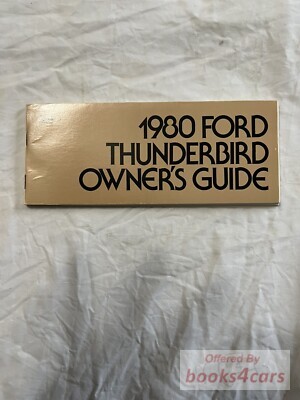 1980 FORD
THUNDERBIRD
OWNER'S GUIDE
Offered By
books4cars